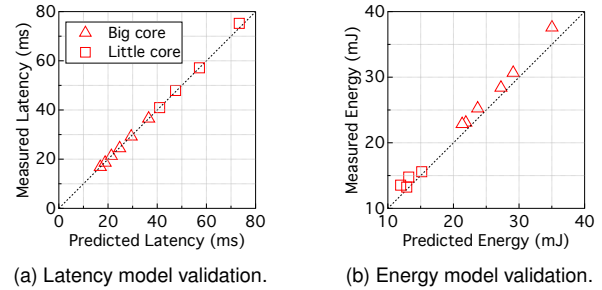 80
60
40
20
0
Measured Latency
(ms)
Big core
Little core
0 20 40 60 80
Predicted Latency (ms)
(a) Latency model validation.
40
30
20
10
Measured Energy
(mJ)
10 20 30 40
Predicted Energy (mJ)
(b) Energy model validation.